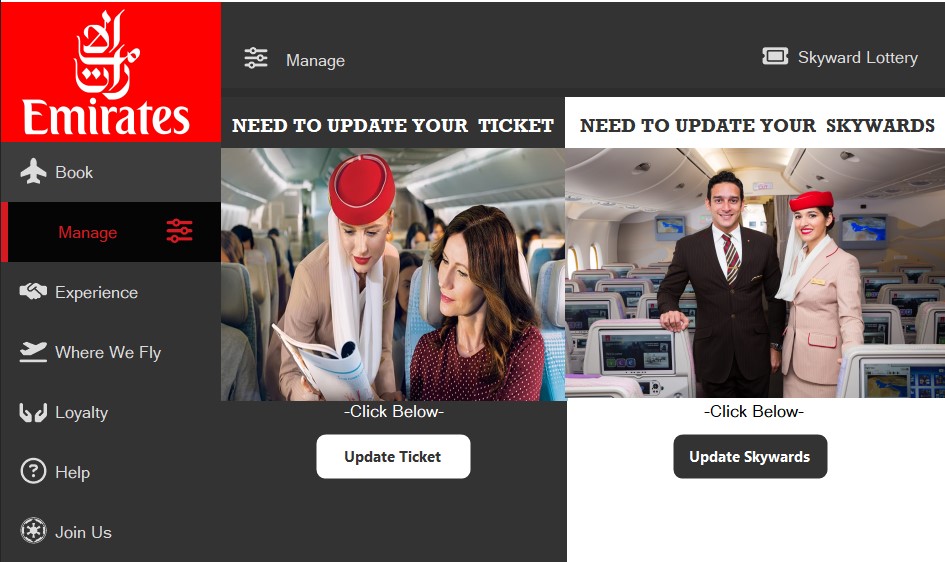 Emirates
Manage
Skyward Lottery
Book
Manage
Experience
Where We Fly
Loyalty
Help
Join Us
NEED TO UPDATE YOUR TICKET
-Click Below-
Update Ticket
NEED TO UPDATE YOUR SKYWARDS
-Click Below-
Update Skywards